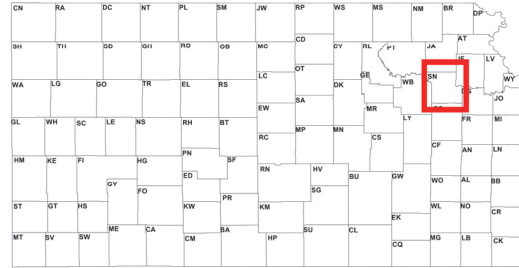 CN RA DC NT PL SM JW RP WS MS NM BR DP
CD AT
SH TH GD GH RO OB MC CY RL PT JA JF LV
LC OT GE WB SN WY
WA LG GO TR EL RS DK DG JO
EW SA MR
GL WH SC LE NS RH BT LY FR MI
RC MP MN CS
CF AN LN
HM KE FI HG PN SF
ED RN HV BU GW WO AL BB
GY FO SG
PR
ST GT HS KW KM WL NO CR
EK
MT SV SW ME CA CM BA HP SU CL CQ MG LB CK